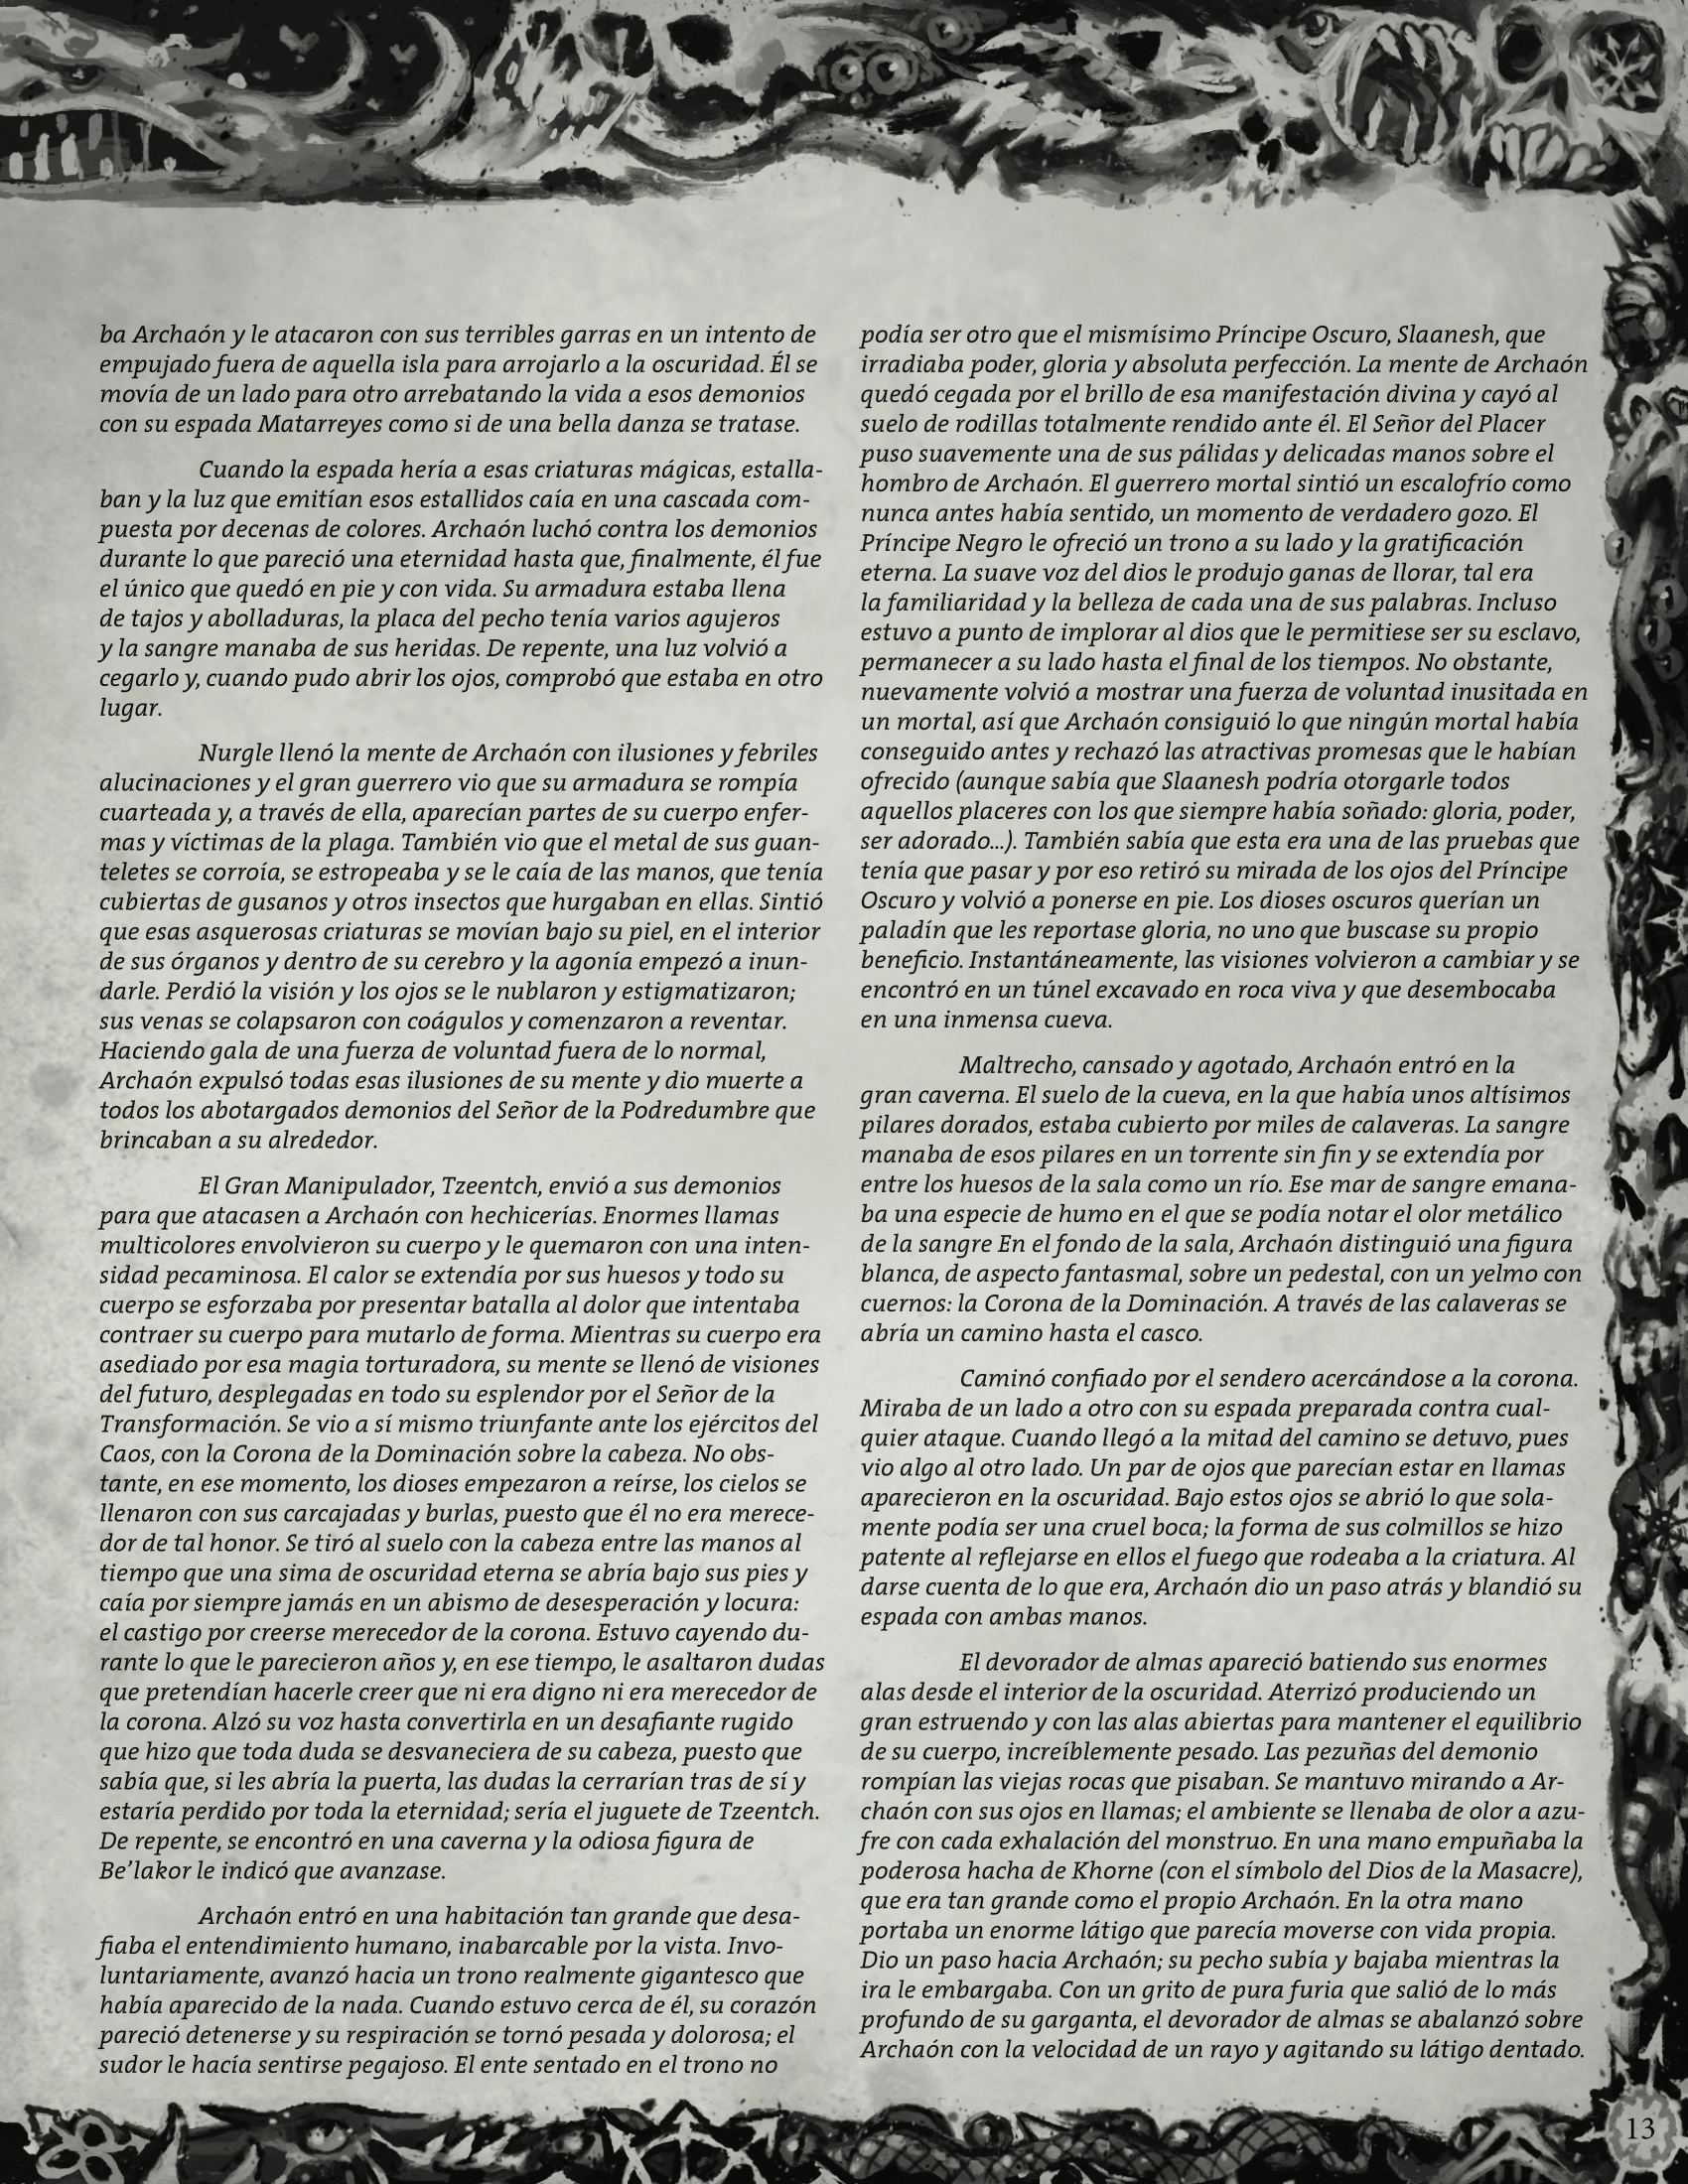 ba Archaón y le atacaron con sus terribles garras en un intento de
empujado fuera de aquella isla para arrojarlo a la oscuridad. Él se
movía de un lado para otro arrebatando la vida a esos demonios
con su espada Matarreyes como si de una bella danza se tratase.
Cuando la espada hería a esas criaturas mágicas, estalla-
ban y la luz que emitían esos estallidos caía en una cascada com-
puesta por decenas de colores. Archaón luchó contra los demonios
durante lo que pareció una eternidad hasta que, finalmente, él fue
el único que quedó en pie y con vida. Su armadura estaba llena
de tajos y abolladuras, la placa del pecho tenía varios agujeros
y la sangre manaba de sus heridas. De repente, una luz volvió a
cegarlo y, cuando pudo abrir los ojos, comprobó que estaba en otro
lugar.
Nurgle llenó la mente de Archaón con ilusiones y febriles
alucinaciones y el gran guerrero vio que su armadura se rompía
cuarteada y, a través de ella, aparecían partes de su cuerpo enfer-
mas y víctimas de la plaga. También vio que el metal de sus guan-
teletes se corroía, se estropeaba y se le caía de las manos, que tenía
cubiertas de gusanos y otros insectos que hurgaban en ellas. Sintió
que esas asquerosas criaturas se movían bajo su piel, en el interior
de sus órganos y dentro de su cerebro y la agonía empezó a inun-
darle. Perdió la visión y los ojos se le nublaron y estigmatizaron;
sus venas se colapsaron con coágulos y comenzaron a reventar.
Haciendo gala de una fuerza de voluntad fuera de lo normal,
Archaón expulsó todas esas ilusiones de su mente y dio muerte a
todos los abotargados demonios del Señor de la Podredumbre que
brincaban a su alrededor.
El Gran Manipulador, Tzeentch, envió a sus demonios
para que atacasen a Archaón con hechicerías. Enormes llamas
multicolores envolvieron su cuerpo y le quemaron con una inten-
sidad pecaminosa. El calor se extendía por sus huesos y todo su
cuerpo se esforzaba por presentar batalla al dolor que intentaba
contraer su cuerpo para mutarlo de forma. Mientras su cuerpo era
asediado por esa magia torturadora, su mente se llenó de visiones
del futuro, desplegadas en todo su esplendor por el Señor de la
Transformación. Se vio a sí mismo triunfante ante los ejércitos del
Caos, con la Corona de la Dominación sobre la cabeza. No obs-
tante, en ese momento, los dioses empezaron a reírse, los cielos se
llenaron con sus carcajadas y burlas, puesto que él no era merece-
dor de tal honor. Se tiró al suelo con la cabeza entre las manos al
tiempo que una sima de oscuridad eterna se abría bajo sus pies y
caía por siempre jamás en un abismo de desesperación y locura:
el castigo por creerse merecedor de la corona. Estuvo cayendo du-
rante lo que le parecieron años y, en ese tiempo, le asaltaron dudas
que pretendían hacerle creer que ni era digno ni era merecedor de
la corona. Alzó su voz hasta convertirla en un desafiante rugido
que hizo que toda duda se desvaneciera de su cabeza, puesto que
sabía que, si les abría la puerta, las dudas la cerrarían tras de sí y
estaría perdido por toda la eternidad; sería el juguete de Tzeentch.
De repente, se encontró en una caverna y la odiosa figura de
Be’lakor le indicó que avanzase.
Archaón entró en una habitación tan grande que desa-
fiaba el entendimiento humano, inabarcable por la vista. Invo-
luntariamente, avanzó hacia un trono realmente gigantesco que
había aparecido de la nada. Cuando estuvo cerca de él, su corazón
pareció detenerse y su respiración se tornó pesada y dolorosa; el
sudor le hacía sentirse pegajoso. El ente sentado en el trono no
podía ser otro que el mismísimo Príncipe Oscuro, Slaanesh, que
irradiaba poder, gloria y absoluta perfección. La mente de Archaón
quedó cegada por el brillo de esa manifestación divina y cayó al
suelo de rodillas totalmente rendido ante él. El Señor del Placer
puso suavemente una de sus pálidas y delicadas manos sobre el
hombro de Archaón. El guerrero mortal sintió un escalofrío como
nunca antes había sentido, un momento de verdadero gozo. El
Príncipe Negro le ofreció un trono a su lado y la gratificación
eterna. La suave voz del dios le produjo ganas de llorar, tal era
la familiaridad y la belleza de cada una de sus palabras. Incluso
estuvo a punto de implorar al dios que le permitiese ser su esclavo,
permanecer a su lado hasta el final de los tiempos. No obstante,
nuevamente volvió a mostrar una fuerza de voluntad inusitada en
un mortal, así que Archaón consiguió lo que ningún mortal había
conseguido antes y rechazó las atractivas promesas que le habían
ofrecido (aunque sabía que Slaanesh podría otorgarle todos
aquellos placeres con los que siempre había soñado: gloria, poder,
ser adorado...). También sabía que esta era una de las pruebas que
tenía que pasar y por eso retiró su mirada de los ojos del Príncipe
Oscuro y volvió a ponerse en pie. Los dioses oscuros querían un
paladín que les reportase gloria, no uno que buscase su propio
beneficio. Instantáneamente, las visiones volvieron a cambiar y se
encontró en un túnel excavado en roca viva y que desembocaba
en una inmensa cueva.
Maltrecho, cansado y agotado, Archaón entró en la
gran caverna. El suelo de la cueva, en la que había unos altísimos
pilares dorados, estaba cubierto por miles de calaveras. La sangre
manaba de esos pilares en un torrente sin fin y se extendía por
entre los huesos de la sala como un río. Ese mar de sangre emana-
ba una especie de humo en el que se podía notar el olor metálico
de la sangre En el fondo de la sala, Archaón distinguió una figura
blanca, de aspecto fantasmal, sobre un pedestal, con un yelmo con
cuernos: la Corona de la Dominación. A través de las calaveras se
abría un camino hasta el casco.
Caminó confiado por el sendero acercándose a la corona.
Miraba de un lado a otro con su espada preparada contra cual-
quier ataque. Cuando llegó a la mitad del camino se detuvo, pues
vio algo al otro lado. Un par de ojos que parecían estar en llamas
aparecieron en la oscuridad. Bajo estos ojos se abrió lo que sola-
mente podía ser una cruel boca; la forma de sus colmillos se hizo
patente al reflejarse en ellos el fuego que rodeaba a la criatura. Al
darse cuenta de lo que era, Archaón dio un paso atrás y blandió su
espada con ambas manos.
El devorador de almas apareció batiendo sus enormes
alas desde el interior de la oscuridad. Aterrizó produciendo un
gran estruendo y con las alas abiertas para mantener el equilibrio
de su cuerpo, increíblemente pesado. Las pezuñas del demonio
rompían las viejas rocas que pisaban. Se mantuvo mirando a Ar-
chaón con sus ojos en llamas; el ambiente se llenaba de olor a azu-
fre con cada exhalación del monstruo. En una mano empuñaba la
poderosa hacha de Khorne (con el símbolo del Dios de la Masacre),
que era tan grande como el propio Archaón. En la otra mano
portaba un enorme látigo que parecía moverse con vida propia.
Dio un paso hacia Archaón; su pecho subía y bajaba mientras la
ira le embargaba. Con un grito de pura furia que salió de lo más
profundo de su garganta, el devorador de almas se abalanzó sobre
Archaón con la velocidad de un rayo y agitando su látigo dentado.
13